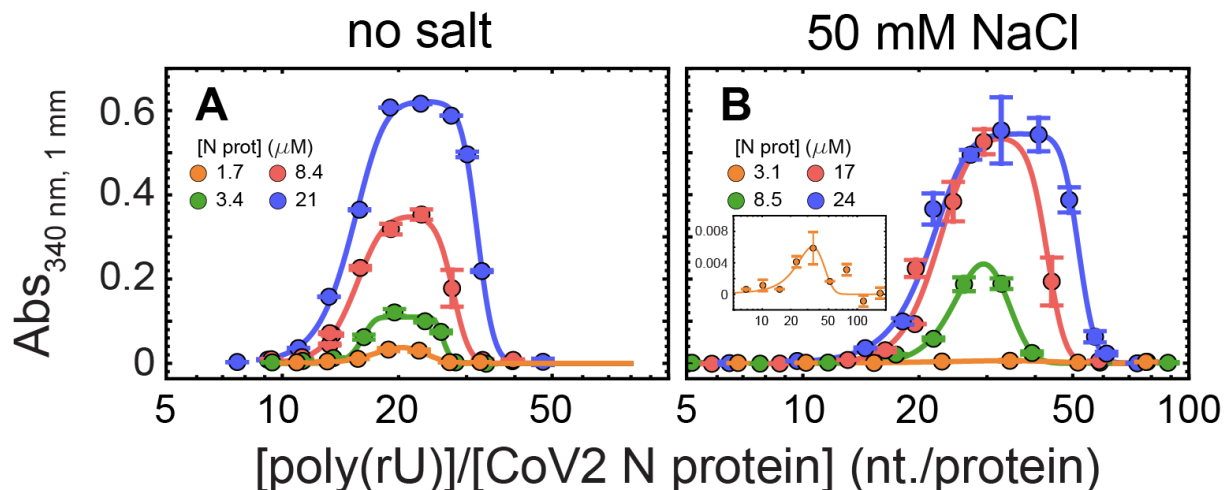 no salt
50 mM NaCl
Abs340 nm, 1 mm
0.6
0.4
0.2
0
A
[N prot] (μM)
1.7 8.4
3.4 21
B
[N prot] (μM)
3.1 17
8.5 24
0.008
0.004
0
10 20 50 100
5 10 20 50
5 10 20 50 100
[poly(rU)]/[CoV2 N protein] (nt./protein)